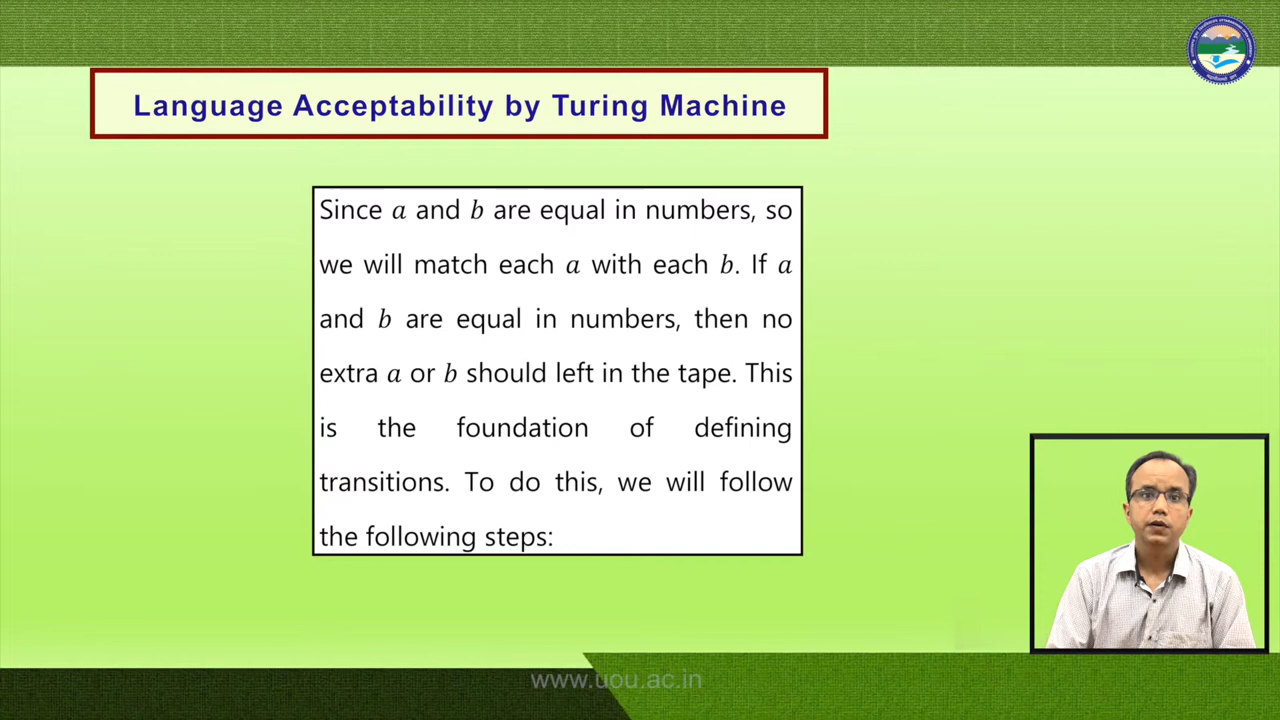 Language Acceptability by Turing Machine
Since a and b are equal in numbers, so
we will match each a with each b. If a
and b are equal in numbers, then no
extra a or b should left in the tape. This
is the foundation of defining
transitions. To do this, we will follow
the following steps:
www.uou.ac.in